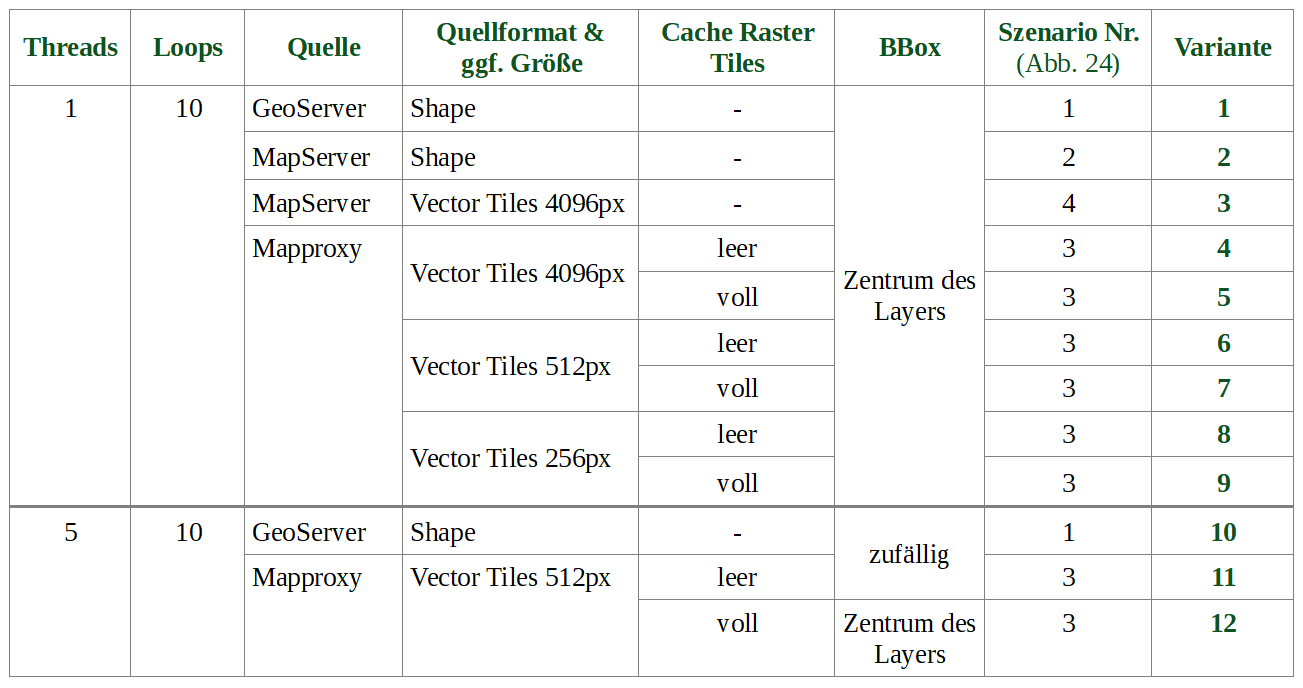 Threads Loops Quelle Quellformat & ggf. Größe Cache Raster Tiles BBox Szenario Nr. (Abb. 24) Variante
1 10 GeoServer Shape - Zentrum des Layers 1 1
MapServer Shape - 2 2
MapServer Vector Tiles 4096px - 4 3
Mapproxy Vector Tiles 4096px leer 3 4
voll 3 5
Vector Tiles 512px leer 3 6
voll 3 7
Vector Tiles 256px leer 3 8
voll 3 9
5 10 GeoServer Shape - zufällig 1 10
Mapproxy Vector Tiles 512px leer 3 11
voll Zentrum des Layers 3 12